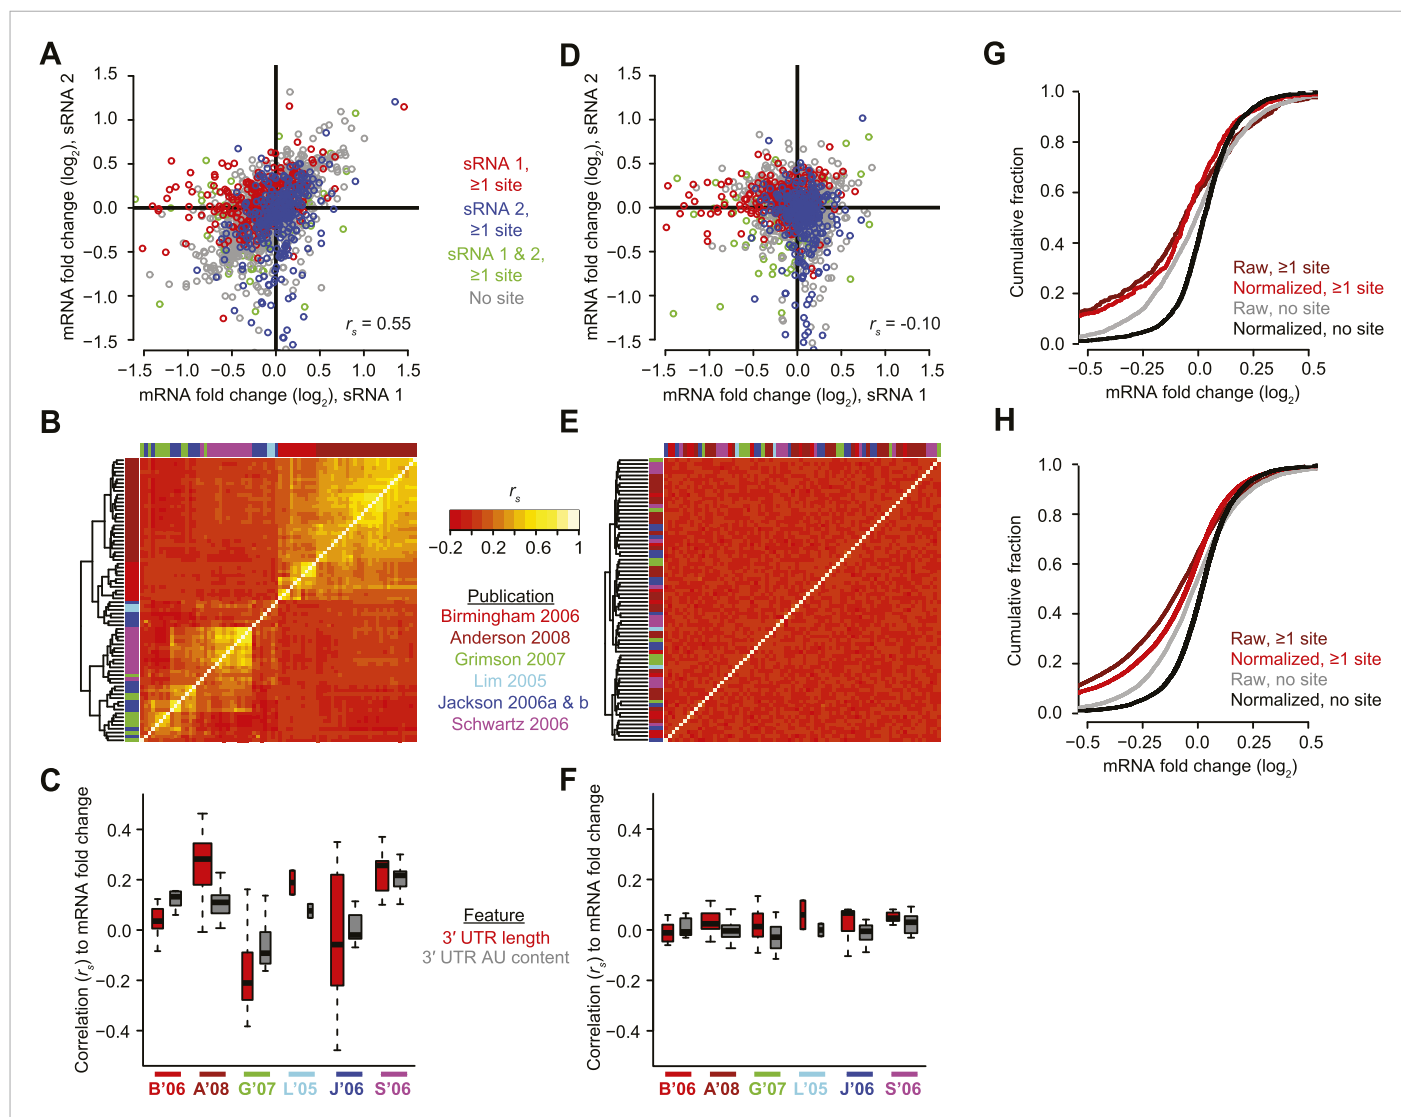 A
mRNA fold change (log2), sRNA 2
1.5
1.0
0.5
0.0
−0.5
−1.0
−1.5
rs = 0.55
−1.5 −1.0 −0.5 0.0 0.5 1.0 1.5
mRNA fold change (log2), sRNA 1
sRNA 1,
≥1 site
sRNA 2,
≥1 site
sRNA 1 & 2,
≥1 site
No site
D
mRNA fold change (log2), sRNA 2
1.5
1.0
0.5
0.0
−0.5
−1.0
−1.5
rs = -0.10
−1.5 −1.0 −0.5 0.0 0.5 1.0 1.5
mRNA fold change (log2), sRNA 1
G
Cumulative fraction
1.0
0.8
0.6
0.4
0.2
0.0
Raw, ≥1 site
Normalized, ≥1 site
Raw, no site
Normalized, no site
−0.5 −0.25 0.0 0.25 0.5
mRNA fold change (log2)
B
rs
−0.2 0.2 0.6 1
Publication
Birmingham 2006
Anderson 2008
Grimson 2007
Lim 2005
Jackson 2006a & b
Schwartz 2006
E
H
Cumulative fraction
1.0
0.8
0.6
0.4
0.2
0.0
Raw, ≥1 site
Normalized, ≥1 site
Raw, no site
Normalized, no site
−0.5 −0.25 0.0 0.25 0.5
mRNA fold change (log2)
C
Correlation (rs) to mRNA fold change
0.4
0.2
0.0
−0.2
−0.4
B'06 A'08 G'07 L'05 J'06 S'06
Feature
3′ UTR length
3′ UTR AU content
F
Correlation (rs) to mRNA fold change
0.4
0.2
0.0
−0.2
−0.4
B'06 A'08 G'07 L'05 J'06 S'06